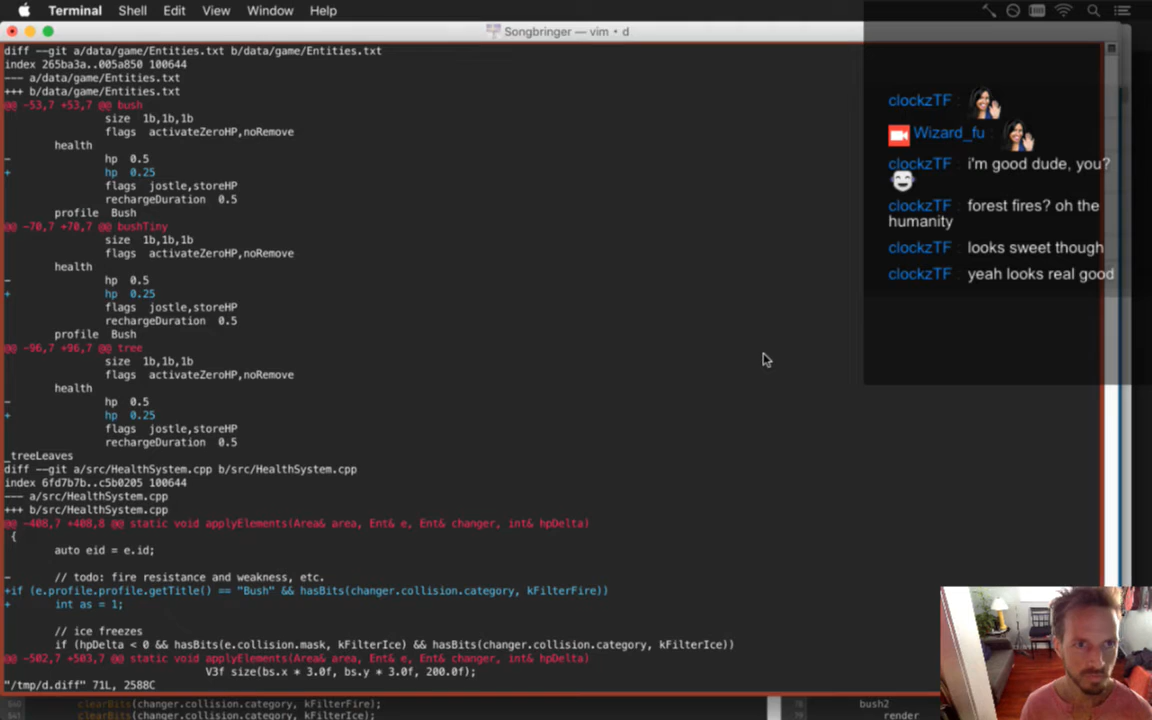 Terminal Shell Edit View Window Help
Songbringer — vim • d
diff --git a/data/game/Entities.txt b/data/game/Entities.txt
index 265ba3a..005a850 100644
--- a/data/game/Entities.txt
+++ b/data/game/Entities.txt
@@ -53,7 +53,7 @@ bush
size 1b,1b,1b
flags activateZeroHP,noRemove
health
- hp 0.5
+ hp 0.25
flags jostle,storeHP
rechargeDuration 0.5
profile Bush
@@ -70,7 +70,7 @@ bushTiny
size 1b,1b,1b
flags activateZeroHP,noRemove
health
- hp 0.5
+ hp 0.25
flags jostle,storeHP
rechargeDuration 0.5
profile Bush
@@ -96,7 +96,7 @@ tree
size 1b,1b,1b
flags activateZeroHP,noRemove
health
- hp 0.5
+ hp 0.25
flags jostle,storeHP
rechargeDuration 0.5
_treeLeaves
diff --git a/src/HealthSystem.cpp b/src/HealthSystem.cpp
index 6fd7b7b..c5b0205 100644
--- a/src/HealthSystem.cpp
+++ b/src/HealthSystem.cpp
@@ -408,7 +408,8 @@ static void applyElements(Area& area, Ent& e, Ent& changer, int& hpDelta)
{
auto eid = e.id;
- // todo: fire resistance and weakness, etc.
+if (e.profile.profile.getTitle() == "Bush" && hasBits(changer.collision.category, kFilterFire))
+ int as = 1;
// ice freezes
if (hpDelta < 0 && hasBits(e.collision.mask, kFilterIce) && hasBits(changer.collision.category, kFilterIce))
@@ -502,7 +503,7 @@ static void applyElements(Area& area, Ent& e, Ent& changer, int& hpDelta)
V3f size(bs.x * 3.0f, bs.y * 3.0f, 200.0f);
"/tmp/d.diff" 71L, 2588C
clearBits(changer.collision.category, kFilterFire);
clearBits(changer.collision.category, kFilterIce);
bush2
79 render
clockzTF :
Wizard_fu :
clockzTF : i'm good dude, you?
clockzTF : forest fires? oh the
humanity
clockzTF : looks sweet though
clockzTF : yeah looks real good